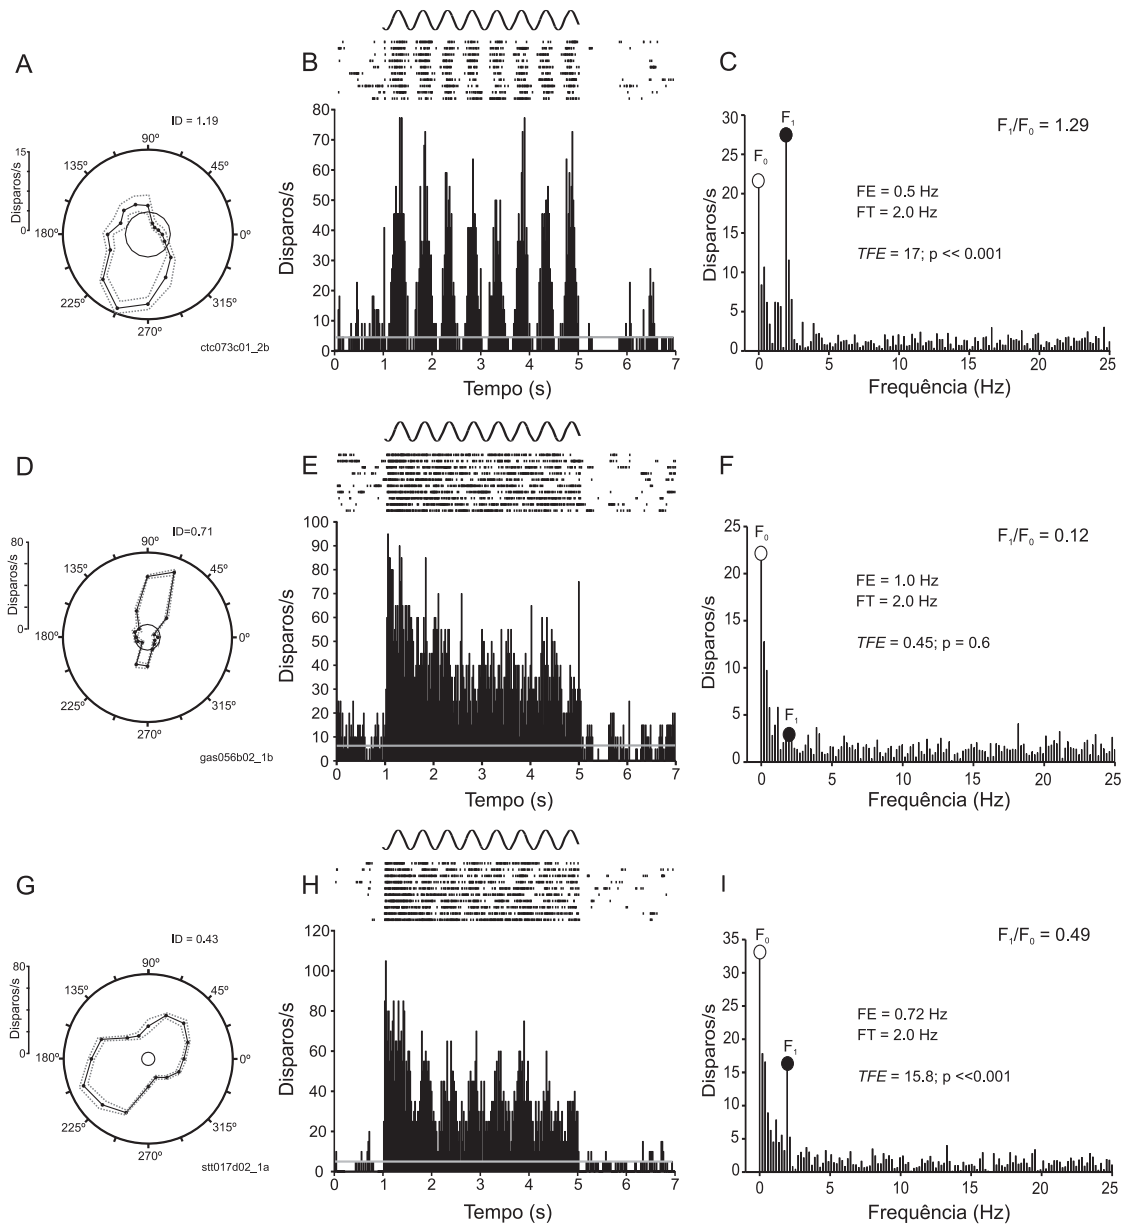 A
ID = 1.19
90º
135º
45º
180º
0º
225º
315º
270º
15
0
Disparos/s
ctc073c01_2b
B
80
70
60
50
40
30
20
10
0
Disparos/s
0 1 2 3 4 5 6 7
Tempo (s)
C
30
25
20
15
10
5
0
Disparos/s
F0
F1
F1/F0 = 1.29
FE = 0.5 Hz
FT = 2.0 Hz
TFE = 17; p << 0.001
0 5 10 15 20 25
Frequência (Hz)
D
ID=0.71
90º
135º
45º
180º
0º
225º
315º
270º
80
0
Disparos/s
gas056b02_1b
E
100
90
80
70
60
50
40
30
20
10
0
Disparos/s
0 1 2 3 4 5 6 7
Tempo (s)
F
25
20
15
10
5
0
Disparos/s
F0
F1
F1/F0 = 0.12
FE = 1.0 Hz
FT = 2.0 Hz
TFE = 0.45; p = 0.6
0 5 10 15 20 25
Frequência (Hz)
G
ID = 0.43
90º
135º
45º
180º
0º
225º
315º
270º
80
0
Disparos/s
stt017d02_1a
H
120
100
80
60
40
20
0
Disparos/s
0 1 2 3 4 5 6 7
Tempo (s)
I
35
30
25
20
15
10
5
0
Disparos/s
F0
F1
F1/F0 = 0.49
FE = 0.72 Hz
FT = 2.0 Hz
TFE = 15.8; p <<0.001
0 5 10 15 20 25
Frequência (Hz)